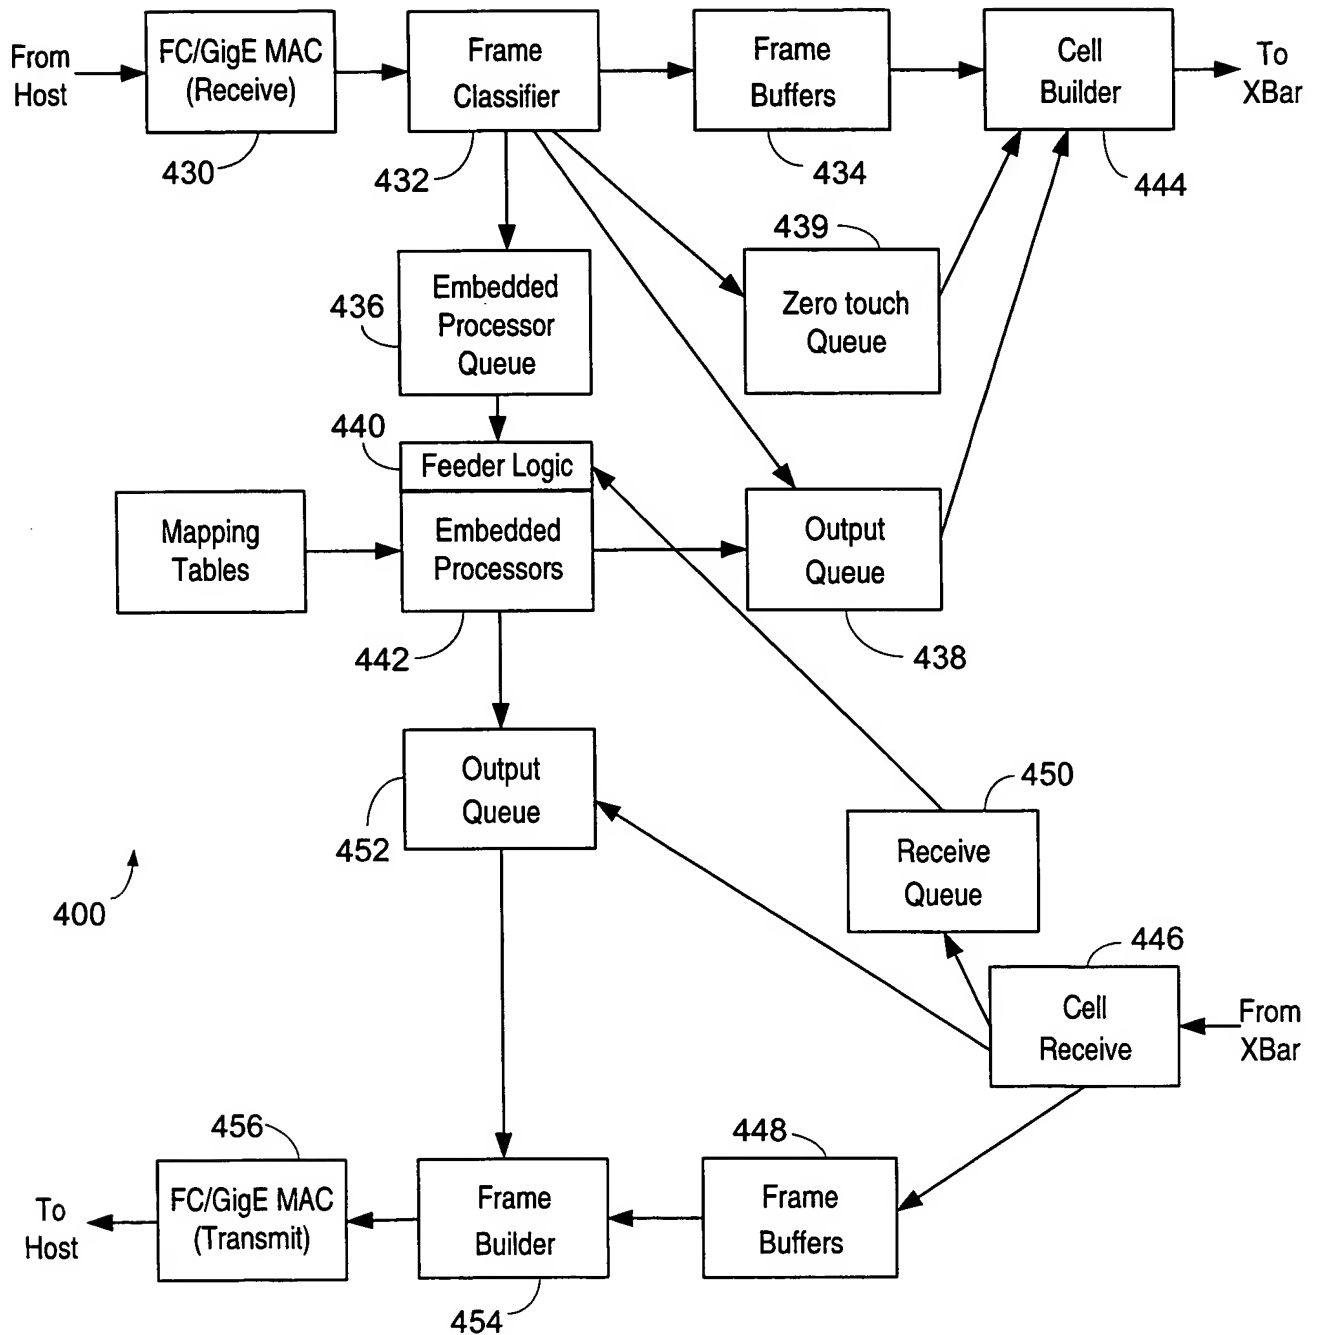 From
Host
FC/GigE MAC
(Receive)
430
Frame
Classifier
432
Frame
Buffers
434
Cell
Builder
444
To
XBar
439
Zero touch
Queue
436
Embedded
Processor
Queue
440
Feeder Logic
Mapping
Tables
Embedded
Processors
442
Output
Queue
438
Output
Queue
452
450
Receive
Queue
400
446
Cell
Receive
From
XBar
456
FC/GigE MAC
(Transmit)
To
Host
Frame
Builder
454
448
Frame
Buffers